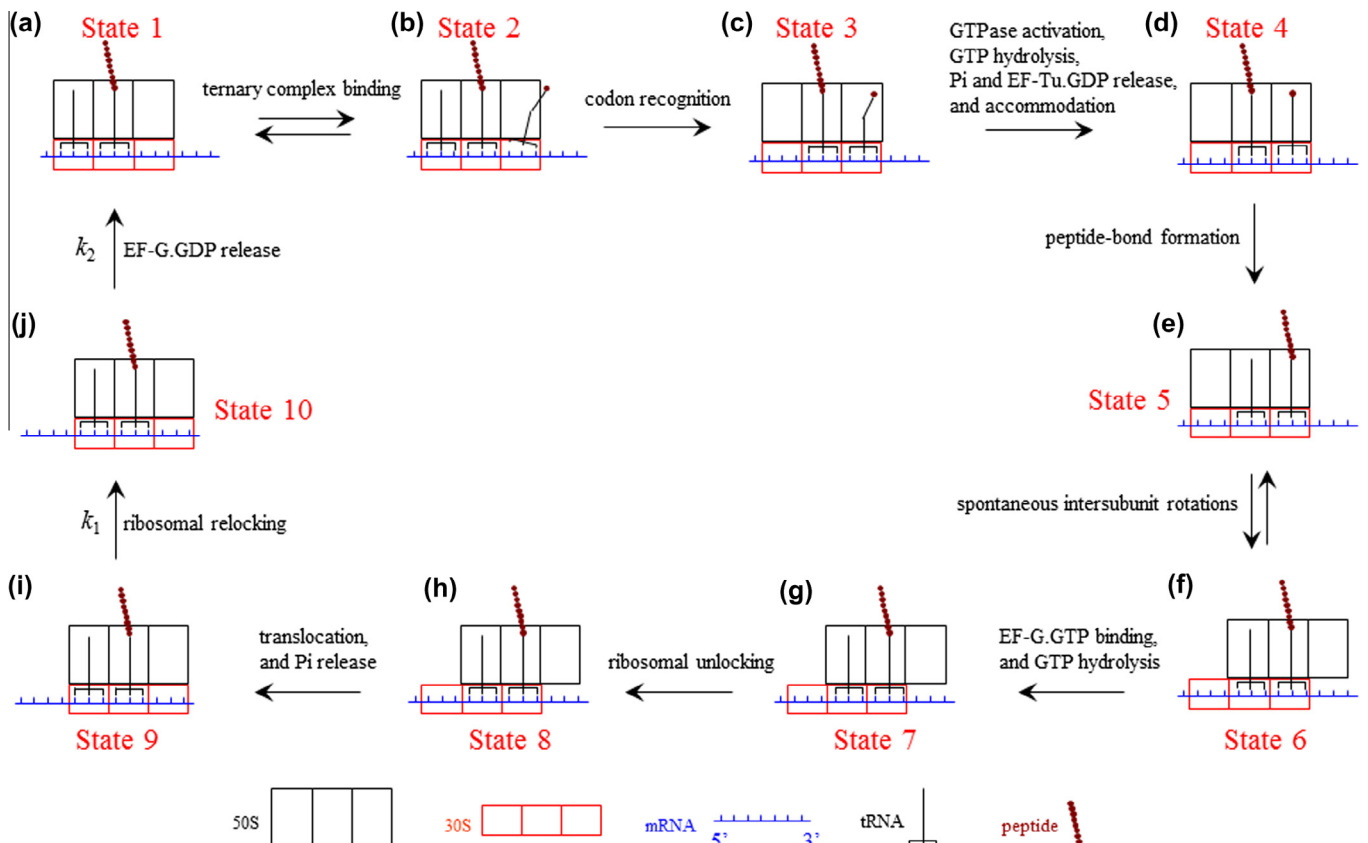 (a) State 1
(b) State 2
(c) State 3
GTPase activation,
GTP hydrolysis,
Pi and EF-Tu.GDP release,
and accommodation
(d) State 4
ternary complex binding
codon recognition
k2 EF-G.GDP release
peptide-bond formation
(j)
State 10
(e)
State 5
k1 ribosomal relocking
spontaneous intersubunit rotations
(i)
(h)
(g)
(f)
translocation,
and Pi release
ribosomal unlocking
EF-G.GTP binding,
and GTP hydrolysis
State 9
State 8
State 7
State 6
50S
30S
mRNA
5' 3'
tRNA
peptide